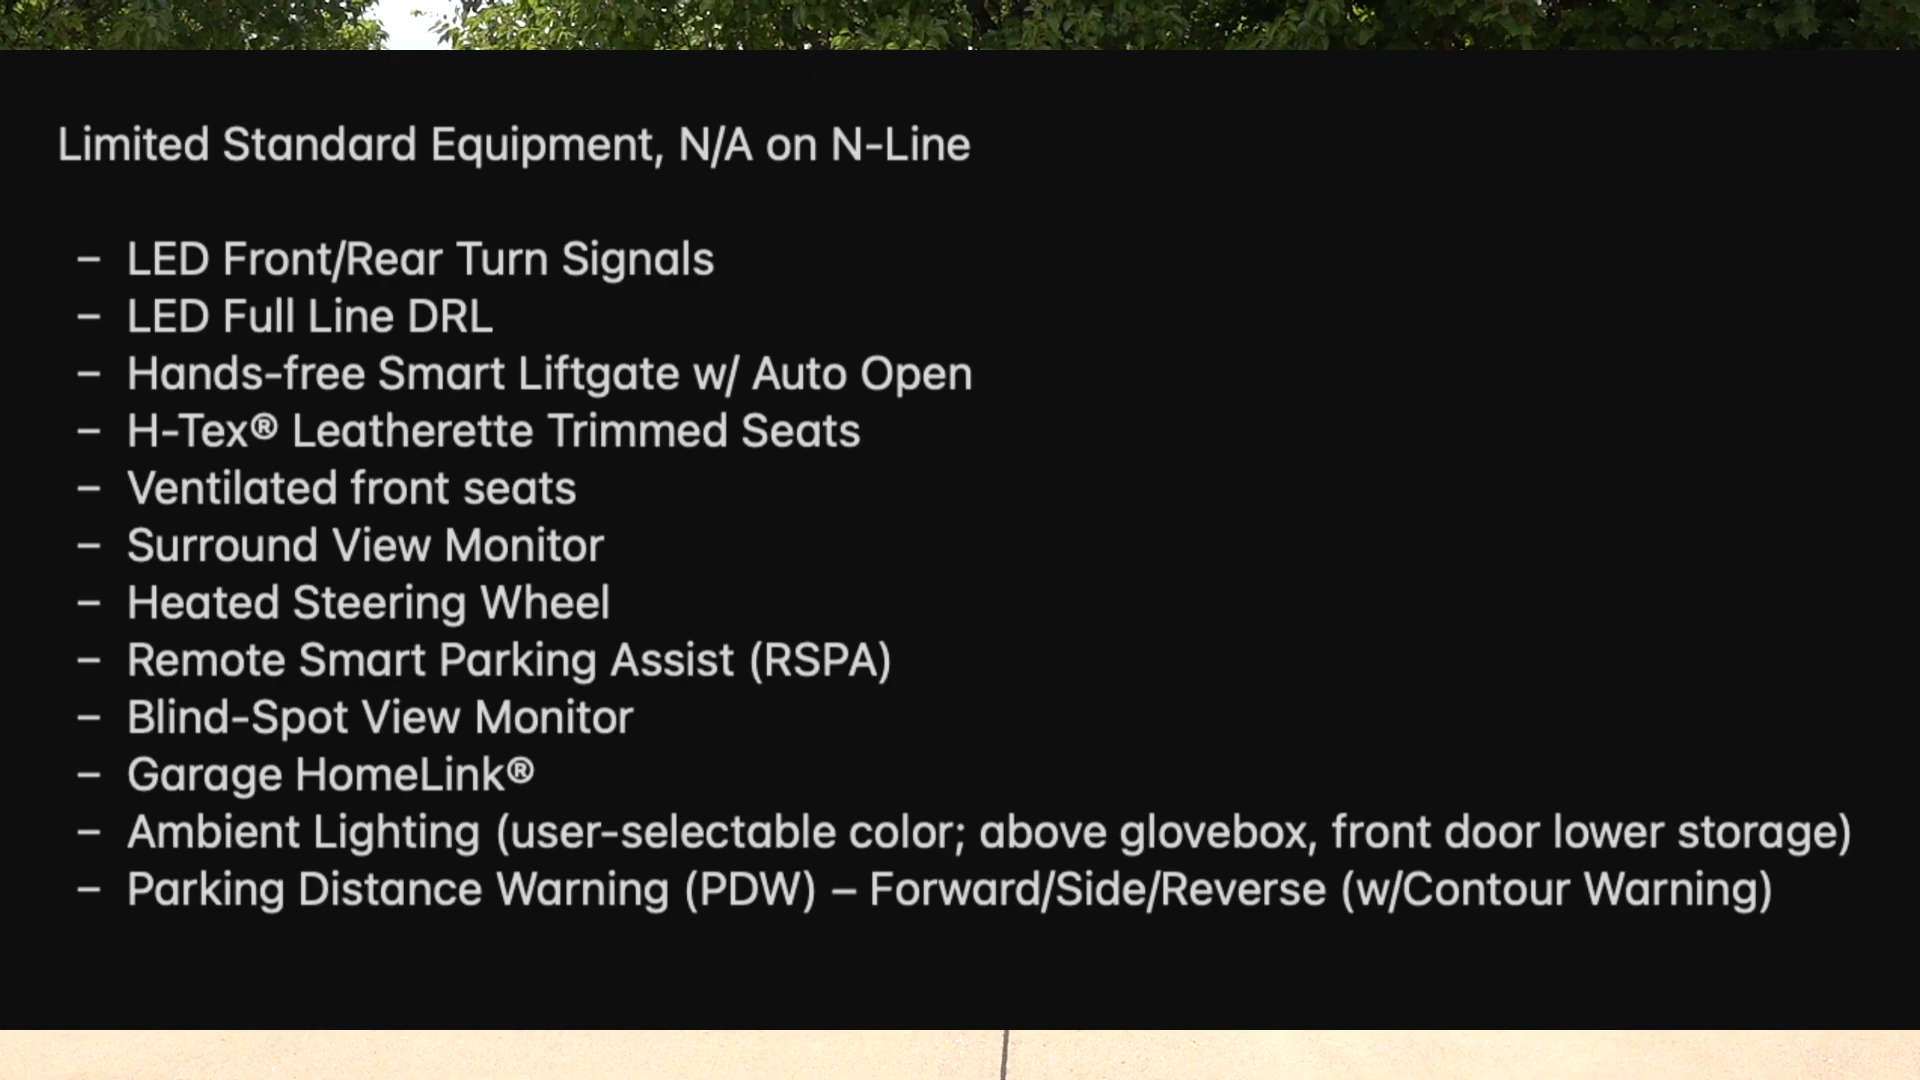 Limited Standard Equipment, N/A on N-Line
– LED Front/Rear Turn Signals
– LED Full Line DRL
– Hands-free Smart Liftgate w/ Auto Open
– H-Tex® Leatherette Trimmed Seats
– Ventilated front seats
– Surround View Monitor
– Heated Steering Wheel
– Remote Smart Parking Assist (RSPA)
– Blind-Spot View Monitor
– Garage HomeLink®
– Ambient Lighting (user-selectable color; above glovebox, front door lower storage)
– Parking Distance Warning (PDW) – Forward/Side/Reverse (w/Contour Warning)